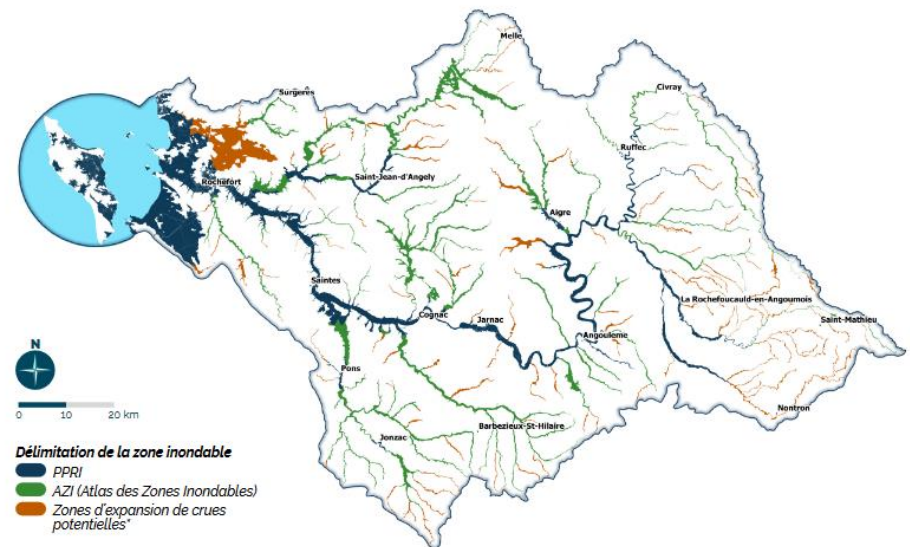 Melle
Civray
Surgeres
Ruffec
Rochefort
Saint-Jean-d'Angely
Aigre
Saintes
La Rochefoucauld-en-Angoumois
Saint-Mathieu
Cognac
Jarnac
Angouleme
N
Pons
0 10 20 km
Nontron
Barbezieux-St-Hilaire
Jonzac
Délimitation de la zone inondable
PPRI
AZI (Atlas des Zones Inondables)
Zones d'expansion de crues
potentielles*